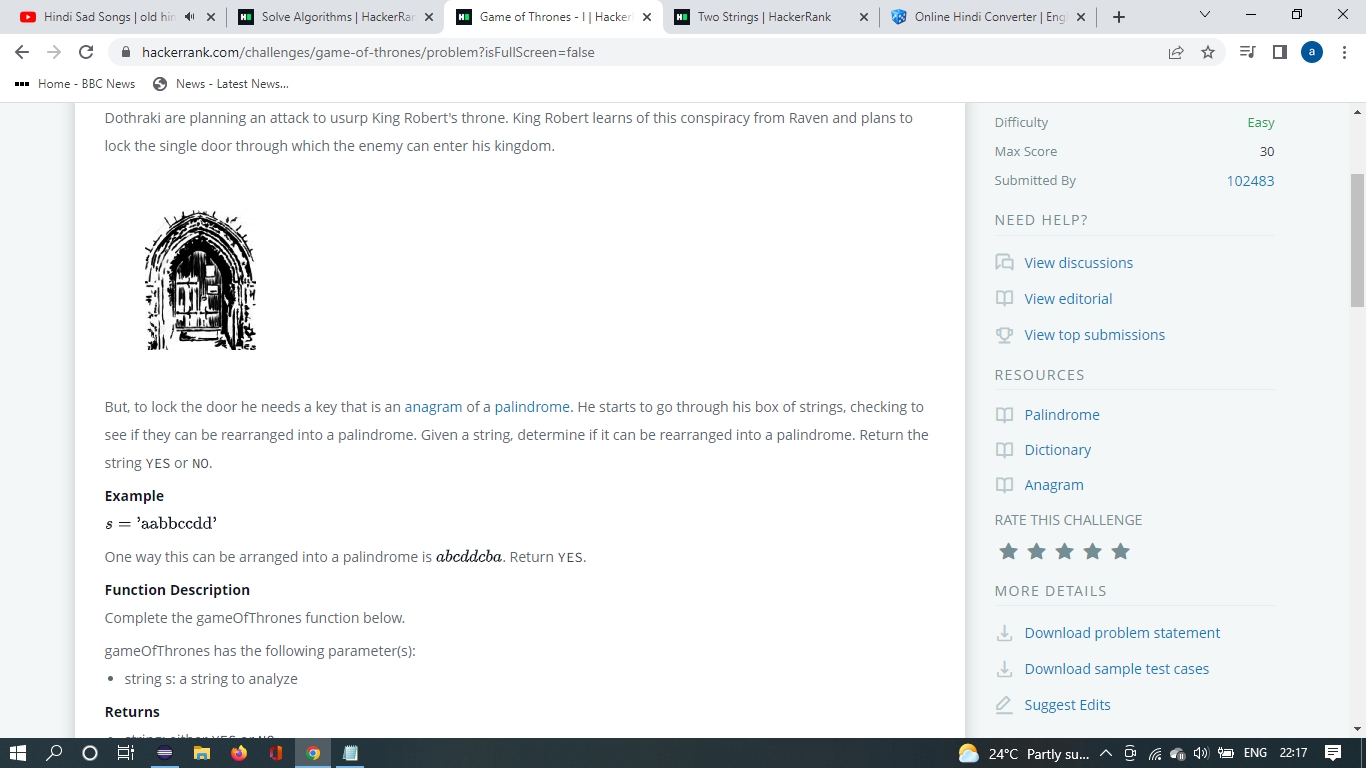 Hindi Sad Songs | old hin
Solve Algorithms | HackerRan
Game of Thrones - I | Hacker
Two Strings | HackerRank
Online Hindi Converter | Eng
hackerrank.com/challenges/game-of-thrones/problem?isFullScreen=false
a
Home - BBC News
News - Latest News...
Dothraki are planning an attack to usurp King Robert's throne. King Robert learns of this conspiracy from Raven and plans to
lock the single door through which the enemy can enter his kingdom.
But, to lock the door he needs a key that is an anagram of a palindrome. He starts to go through his box of strings, checking to
see if they can be rearranged into a palindrome. Given a string, determine if it can be rearranged into a palindrome. Return the
string YES or NO.
Example
s = 'aabbccdd'
One way this can be arranged into a palindrome is abcddcba. Return YES.
Function Description
Complete the gameOfThrones function below.
gameOfThrones has the following parameter(s):
• string s: a string to analyze
Returns
• string: either YES or NO
Difficulty Easy
Max Score 30
Submitted By 102483
NEED HELP?
View discussions
View editorial
View top submissions
RESOURCES
Palindrome
Dictionary
Anagram
RATE THIS CHALLENGE
MORE DETAILS
Download problem statement
Download sample test cases
Suggest Edits
24°C Partly su... ENG 22:17